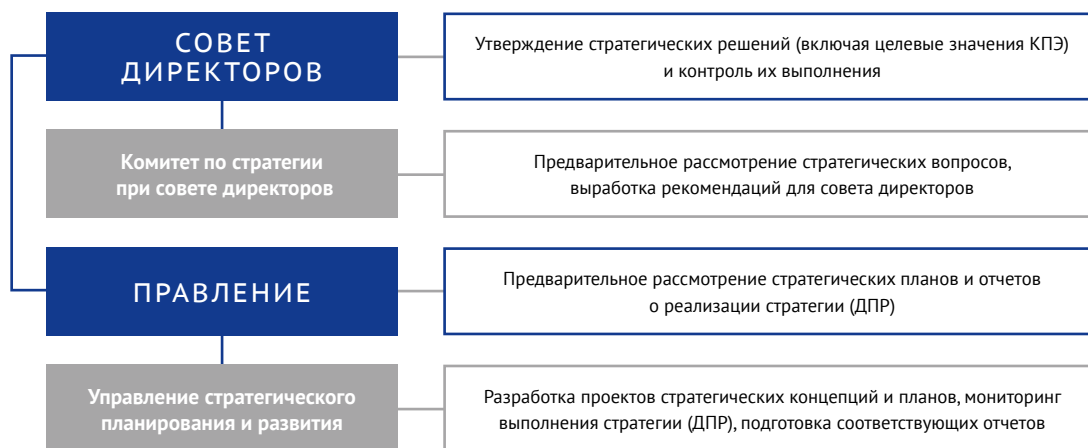 СОВЕТ
ДИРЕКТОРОВ
Утверждение стратегических решений (включая целевые значения КПЭ)
и контроль их выполнения
Комитет по стратегии
при совете директоров
Предварительное рассмотрение стратегических вопросов,
выработка рекомендаций для совета директоров
ПРАВЛЕНИЕ
Предварительное рассмотрение стратегических планов и отчетов
о реализации стратегии (ДПР)
Управление стратегического
планирования и развития
Разработка проектов стратегических концепций и планов, мониторинг
выполнения стратегии (ДПР), подготовка соответствующих отчетов